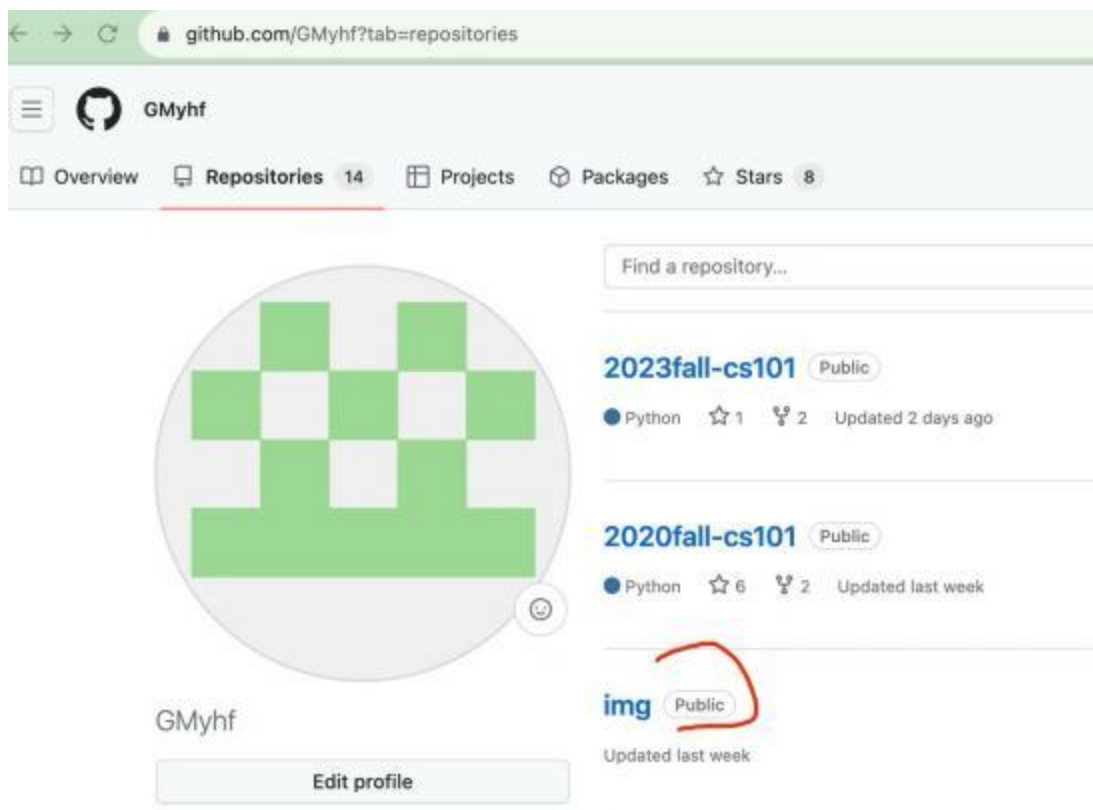 github.com/GMyhf?tab=repositories
GMyhf
Overview Repositories 14 Projects Packages Stars 8
Find a repository...
2023fall-cs101 Public
Python 1 2 Updated 2 days ago
2020fall-cs101 Public
Python 6 2 Updated last week
img Public
Updated last week
GMyhf
Edit profile